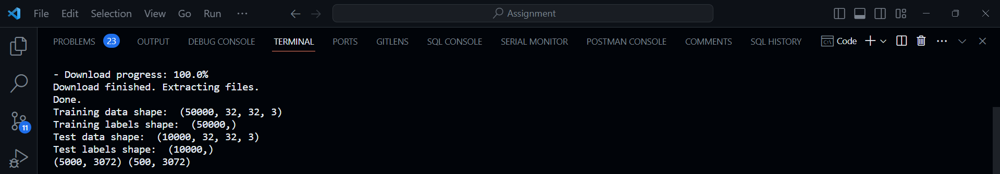 File Edit Selection View Go Run ··· Assignment
PROBLEMS 23 OUTPUT DEBUG CONSOLE TERMINAL PORTS GITLENS SQL CONSOLE SERIAL MONITOR POSTMAN CONSOLE COMMENTS SQL HISTORY Code
- Download progress: 100.0%
Download finished. Extracting files.
Done.
Training data shape:  (50000, 32, 32, 3)
Training labels shape:  (50000,)
Test data shape:  (10000, 32, 32, 3)
Test labels shape:  (10000,)
(5000, 3072) (500, 3072)
11